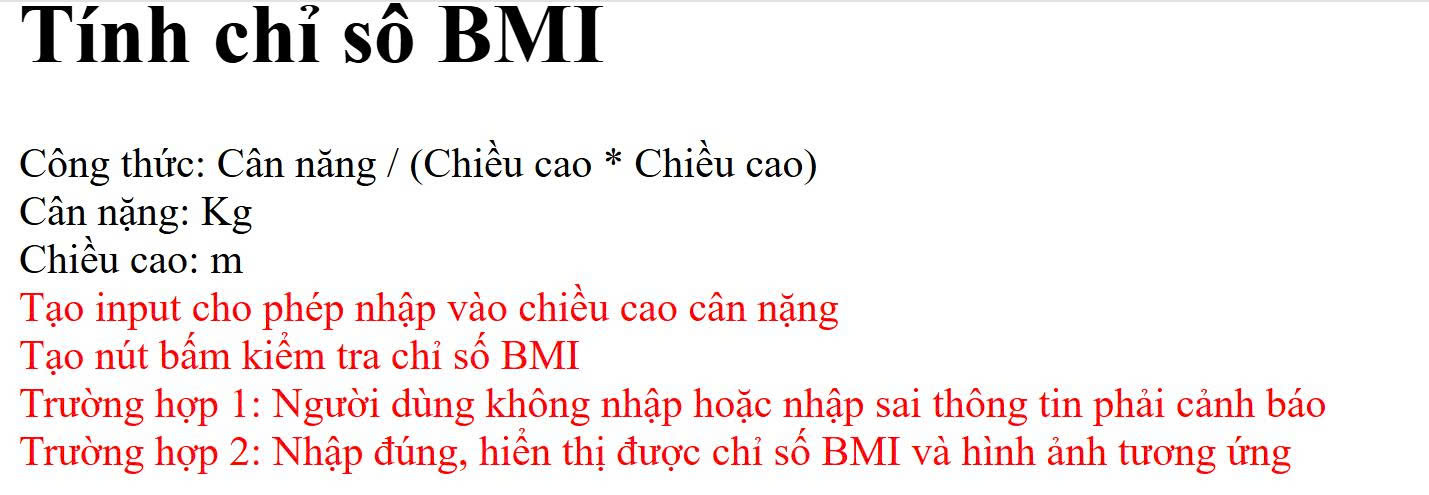 Tính chỉ số BMI
Công thức: Cân năng / (Chiều cao * Chiều cao)
Cân nặng: Kg
Chiều cao: m
Tạo input cho phép nhập vào chiều cao cân nặng
Tạo nút bấm kiểm tra chỉ số BMI
Trường hợp 1: Người dùng không nhập hoặc nhập sai thông tin phải cảnh báo
Trường hợp 2: Nhập đúng, hiển thị được chỉ số BMI và hình ảnh tương ứng